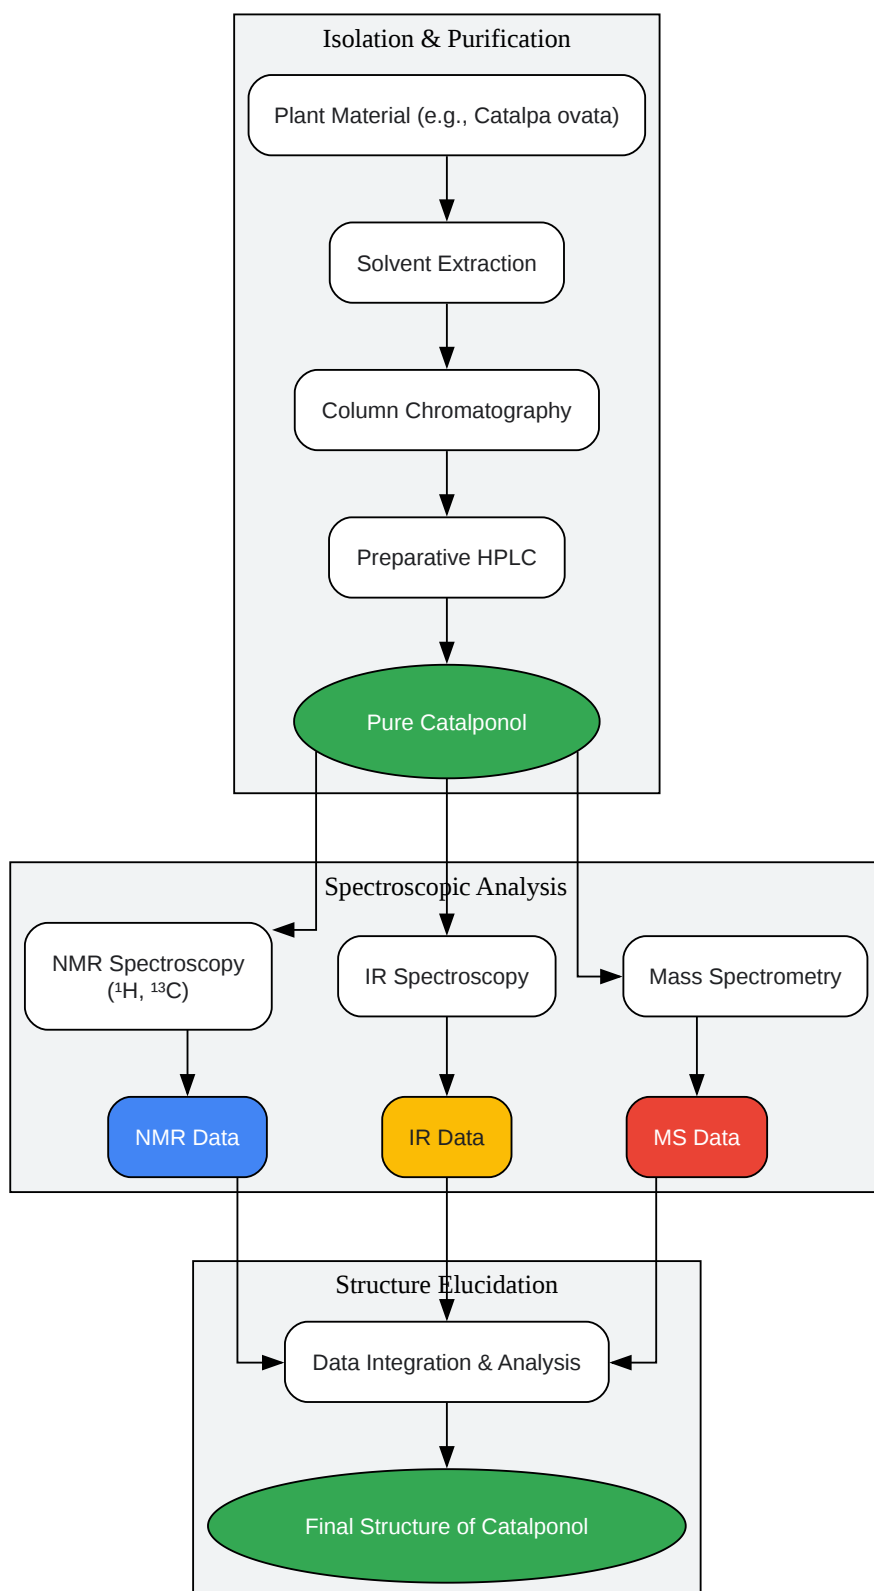 Isolation & Purification
Plant Material (e.g., Catalpa ovata)
Solvent Extraction
Column Chromatography
Preparative HPLC
Pure Catalponol
Spectroscopic Analysis
NMR Spectroscopy
(¹H, ¹³C)
IR Spectroscopy
Mass Spectrometry
NMR Data
IR Data
MS Data
Structure Elucidation
Data Integration & Analysis
Final Structure of Catalponol